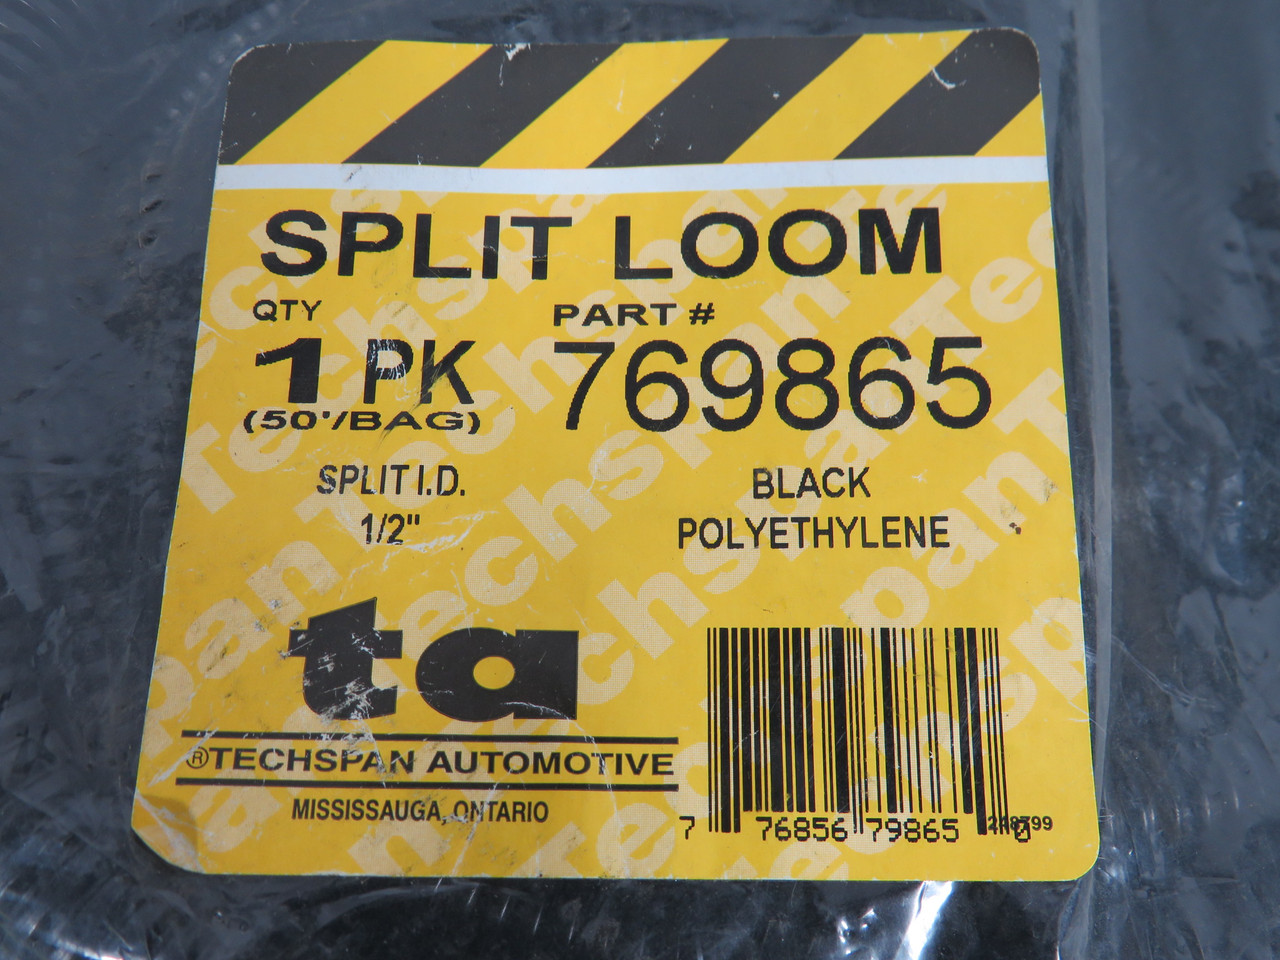 SPLIT LOOM
QTY
PART #
1 PK
769865
(50'/BAG)
SPLIT I.D.
1/2"
BLACK
POLYETHYLENE
ta
®TECHSPAN AUTOMOTIVE
MISSISSAUGA, ONTARIO
7 76856 79865 0